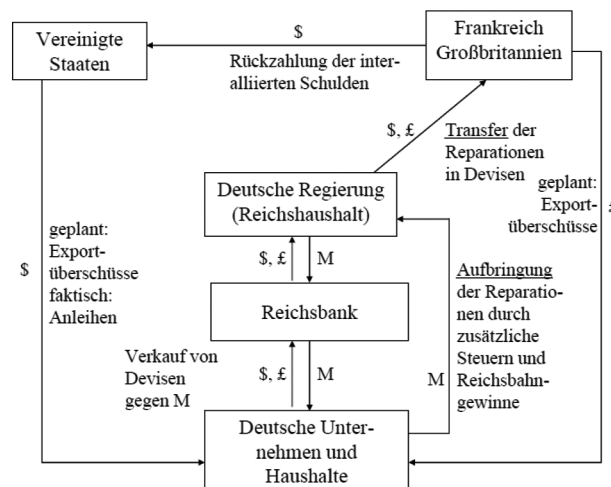 $
Vereinigte
Staaten
Frankreich
Großbritannien
Rückzahlung der inter-
alliierten Schulden
$, £
Transfer der
Reparationen
in Devisen
Deutsche Regierung
(Reichshaushalt)
geplant:
Export-
überschüsse
£
geplant:
Export-
überschüsse
faktisch:
Anleihen
$
$, £
M
Aufbringung
der Reparatio-
nen durch
zusätzliche
Steuern und
Reichsbahn-
gewinne
M
Reichsbank
Verkauf von
Devisen
gegen M
$, £
M
Deutsche Unter-
nehmen und
Haushalte